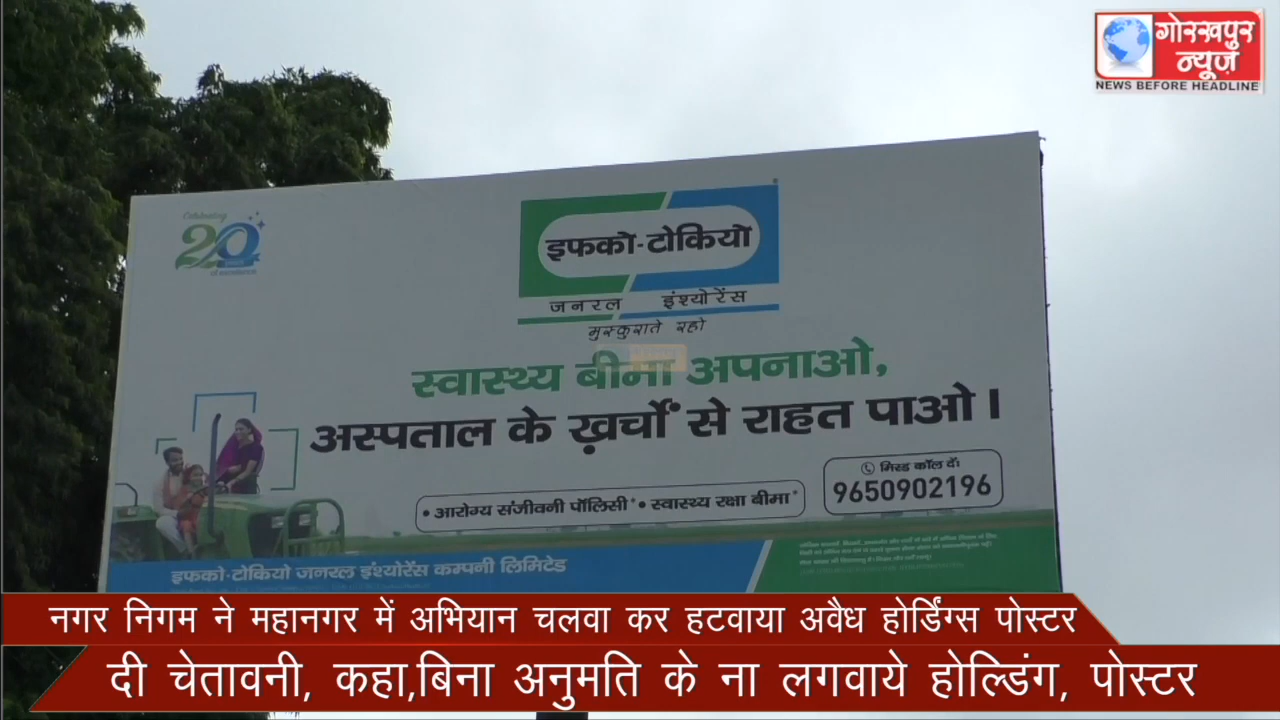 गोरखपुर
न्यूज़
NEWS BEFORE HEADLINE
Celebrating
20
इफको-टोकियो
जनरल इंश्योरेंस
मुस्कुराते रहो
स्वास्थ्य बीमा अपनाओ,
अस्पताल के ख़र्चों* से राहत पाओ।
• आरोग्य संजीवनी पॉलिसी* • स्वास्थ्य रक्षा बीमा*
मिस्ड कॉल दें।
9650902196
इफको-टोकियो जनरल इंश्योरेंस कम्पनी लिमिटेड
नगर निगम ने महानगर में अभियान चलवा कर हटवाया अवैध होर्डिंग्स पोस्टर
दी चेतावनी, कहा,बिना अनुमति के ना लगवाये होल्डिंग, पोस्टर